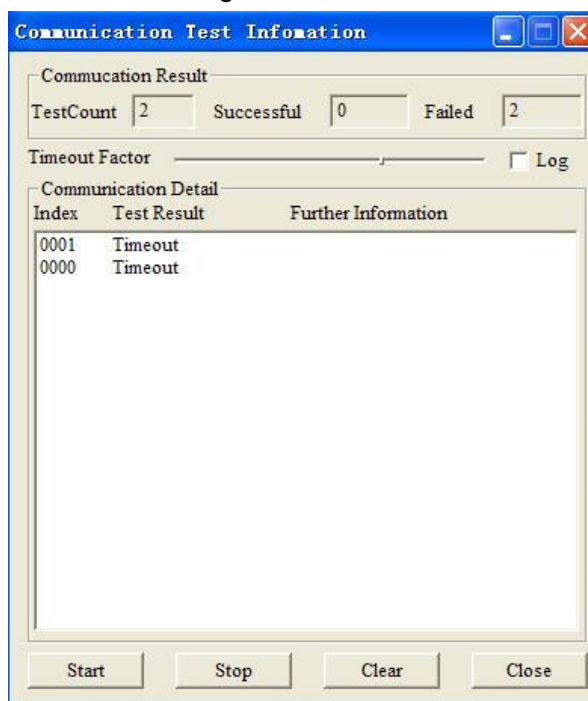 Communication Test Infomation
Commucation Result
TestCount 2 Successful 0 Failed 2
Timeout Factor Log
Communication Detail
Index Test Result Further Information
0001 Timeout
0000 Timeout
Start Stop Clear Close